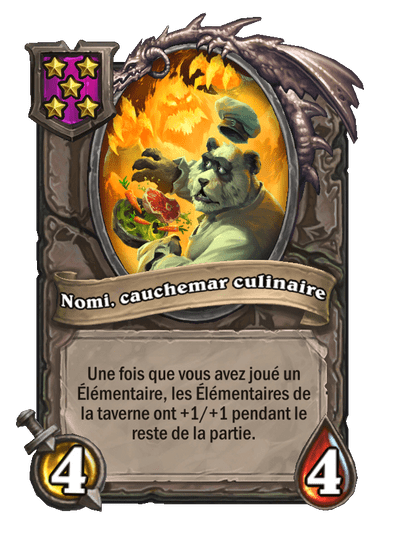 Nomi, cauchemar culinaire
Une fois que vous avez joué un
Élémentaire, les Élémentaires de
la taverne ont +1/+1 pendant le
reste de la partie.
4
4